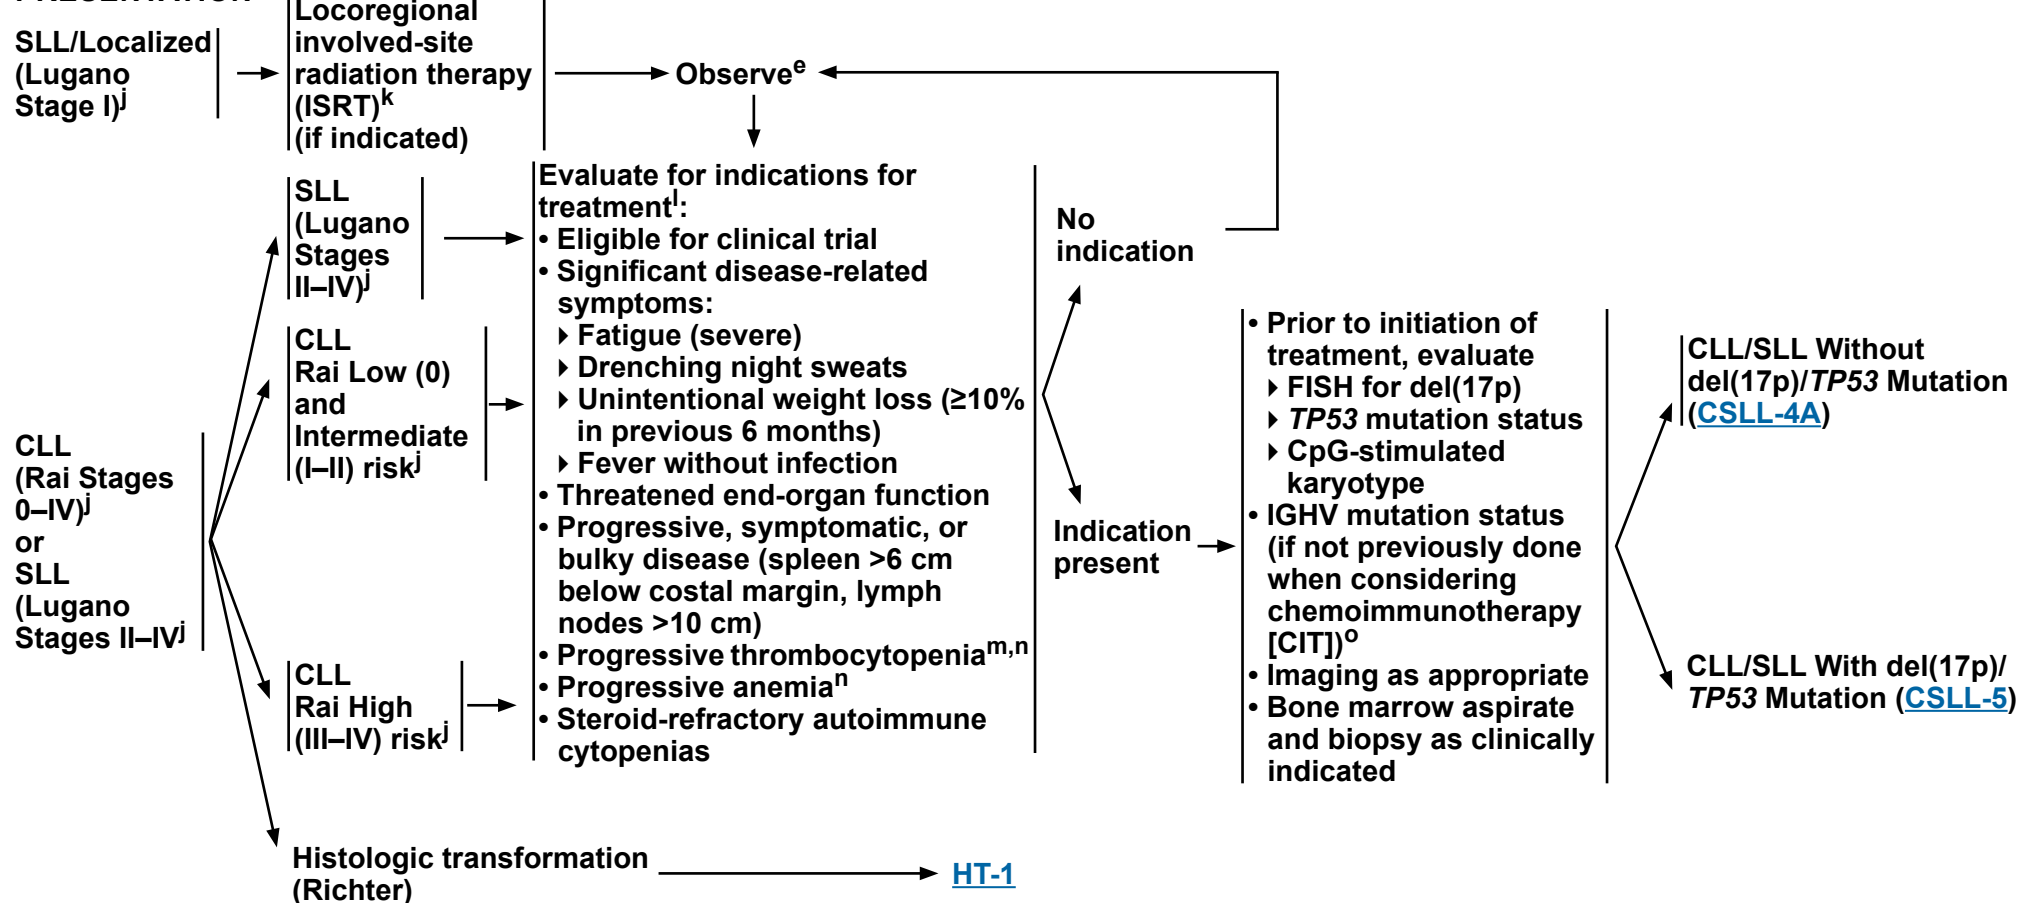 SLL/Localized
(Lugano
Stage I)j
Locoregional
involved-site
radiation therapy
(ISRT)k
(if indicated)
Observee
CLL
(Rai Stages
0–IV)j
or
SLL
(Lugano
Stages II–IVj
SLL
(Lugano
Stages
II–IV)j
CLL
Rai Low (0)
and
Intermediate
(I–II) riskj
CLL
Rai High
(III–IV) riskj
Histologic transformation
(Richter)
HT-1
Evaluate for indications for
treatmentl:
• Eligible for clinical trial
• Significant disease-related
symptoms:
Fatigue (severe)
Drenching night sweats
Unintentional weight loss (≥10%
in previous 6 months)
Fever without infection
• Threatened end-organ function
• Progressive, symptomatic, or
bulky disease (spleen >6 cm
below costal margin, lymph
nodes >10 cm)
• Progressive thrombocytopeniam,n
• Progressive anemian
• Steroid-refractory autoimmune
cytopenias
No
indication
Indication
present
• Prior to initiation of
treatment, evaluate
FISH for del(17p)
TP53 mutation status
CpG-stimulated
karyotype
• IGHV mutation status
(if not previously done
when considering
chemoimmunotherapy
[CIT])o
• Imaging as appropriate
• Bone marrow aspirate
and biopsy as clinically
indicated
CLL/SLL Without
del(17p)/TP53 Mutation
(CSLL-4A)
CLL/SLL With del(17p)/
TP53 Mutation (CSLL-5)